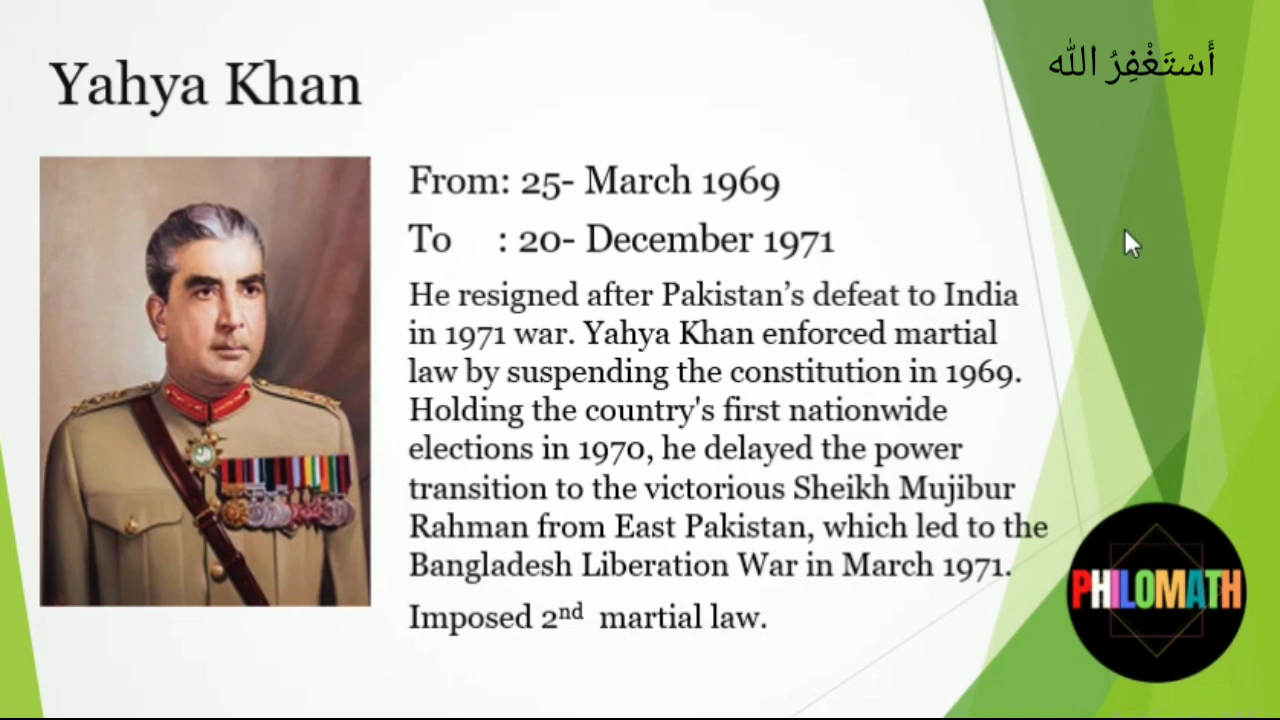 Yahya Khan
أَسْتَغْفِرُ اللّٰه
From: 25- March 1969
To : 20- December 1971
He resigned after Pakistan’s defeat to India
in 1971 war. Yahya Khan enforced martial
law by suspending the constitution in 1969.
Holding the country's first nationwide
elections in 1970, he delayed the power
transition to the victorious Sheikh Mujibur
Rahman from East Pakistan, which led to the
Bangladesh Liberation War in March 1971.
Imposed 2nd martial law.
PHILOMATH